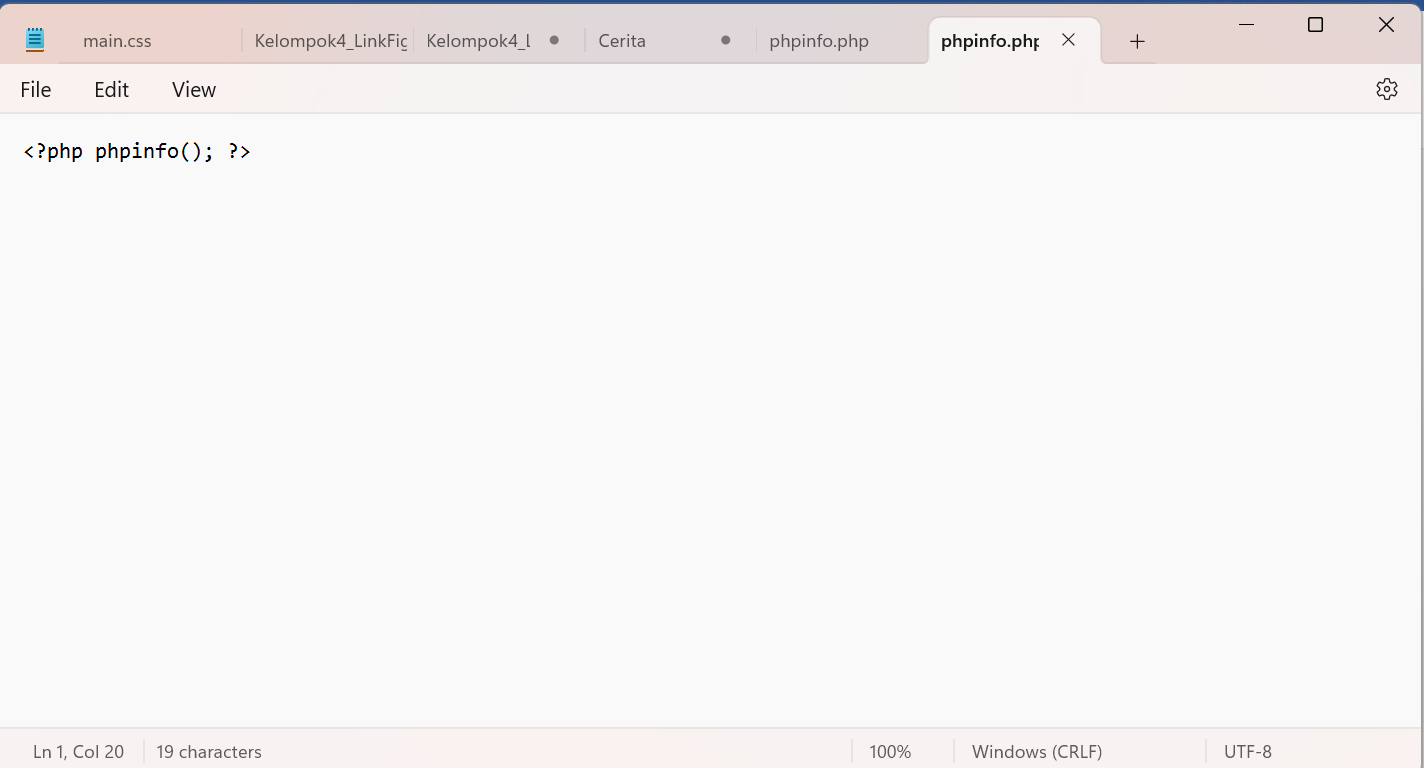 main.css
Kelompok4_LinkFig
Kelompok4_L
Cerita
phpinfo.php
phpinfo.php
File Edit View
<?php phpinfo(); ?>
Ln 1, Col 20 19 characters 100% Windows (CRLF) UTF-8